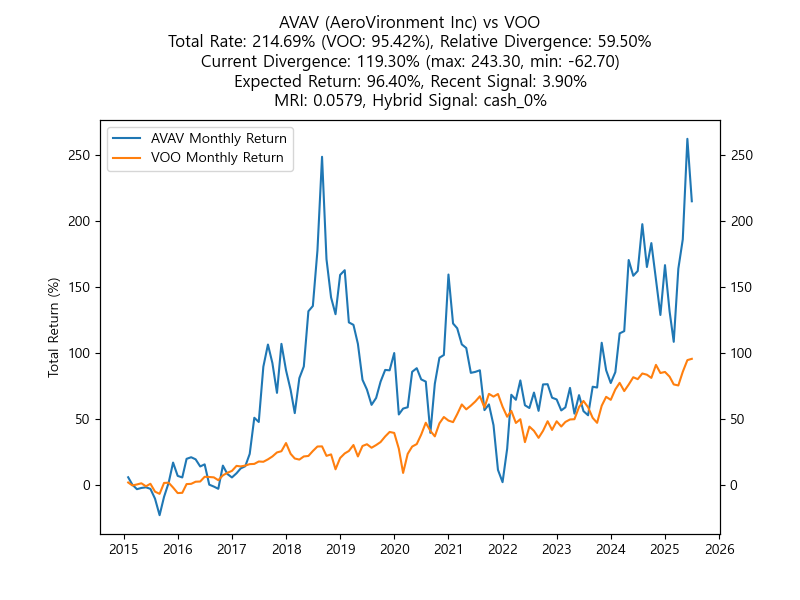 AVAV (AeroVironment Inc) vs VOO
Total Rate: 214.69% (VOO: 95.42%), Relative Divergence: 59.50%
Current Divergence: 119.30% (max: 243.30, min: -62.70)
Expected Return: 96.40%, Recent Signal: 3.90%
MRI: 0.0579, Hybrid Signal: cash_0%
AVAV Monthly Return
VOO Monthly Return
Total Return (%)
250
200
150
100
50
0
250
200
150
100
50
0
2015 2016 2017 2018 2019 2020 2021 2022 2023 2024 2025 2026